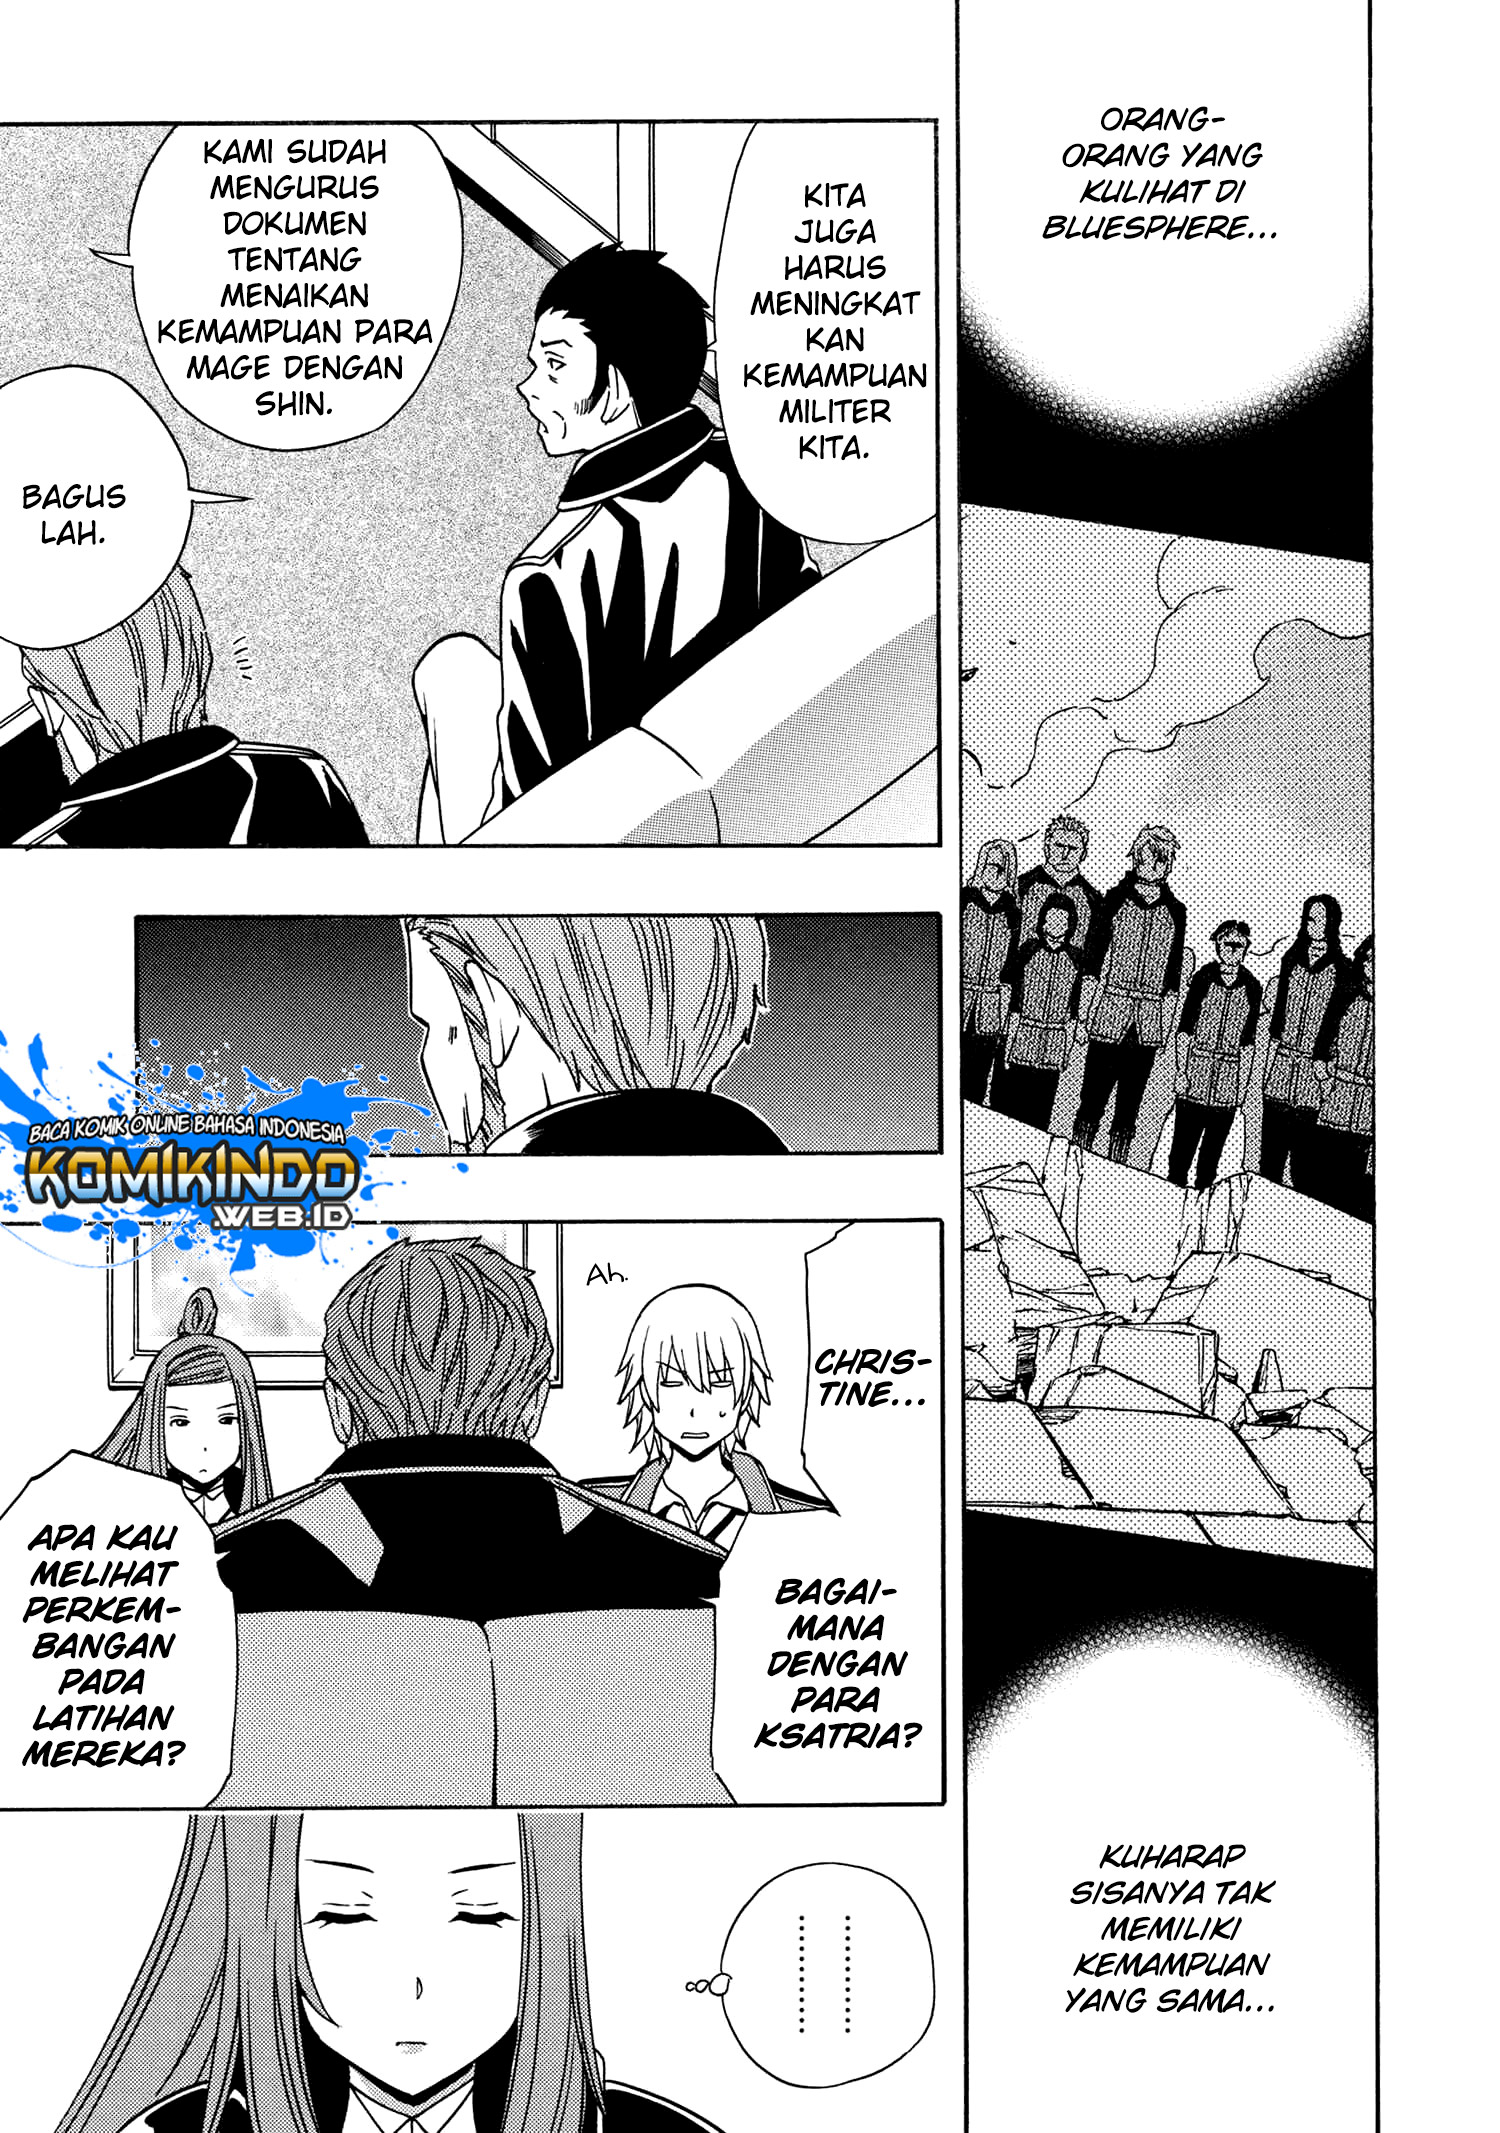 ORANG-
ORANG YANG
KULIHAT DI
BLUESPHERE...
KUHARAP
SISANYA TAK
MEMILIKI
KEMAMPUAN
YANG SAMA...
KITA
JUGA
HARUS
MENINGKAT
KAN
KEMAMPUAN
MILITER
KITA.
KAMI SUDAH
MENGURUS
DOKUMEN
TENTANG
MENAIKAN
KEMAMPUAN PARA
MAGE DENGAN
SHIN.
BAGUS
LAH.
BACA KOMIK ONLINE BAHASA INDONESIA
KOMIKINDO
.WEB.ID
CHRIS-
TINE...
Ah.
BAGAI-
MANA
DENGAN
PARA
KSATRIA?
APA KAU
MELIHAT
PERKEM-
BANGAN
PADA
LATIHAN
MEREKA?